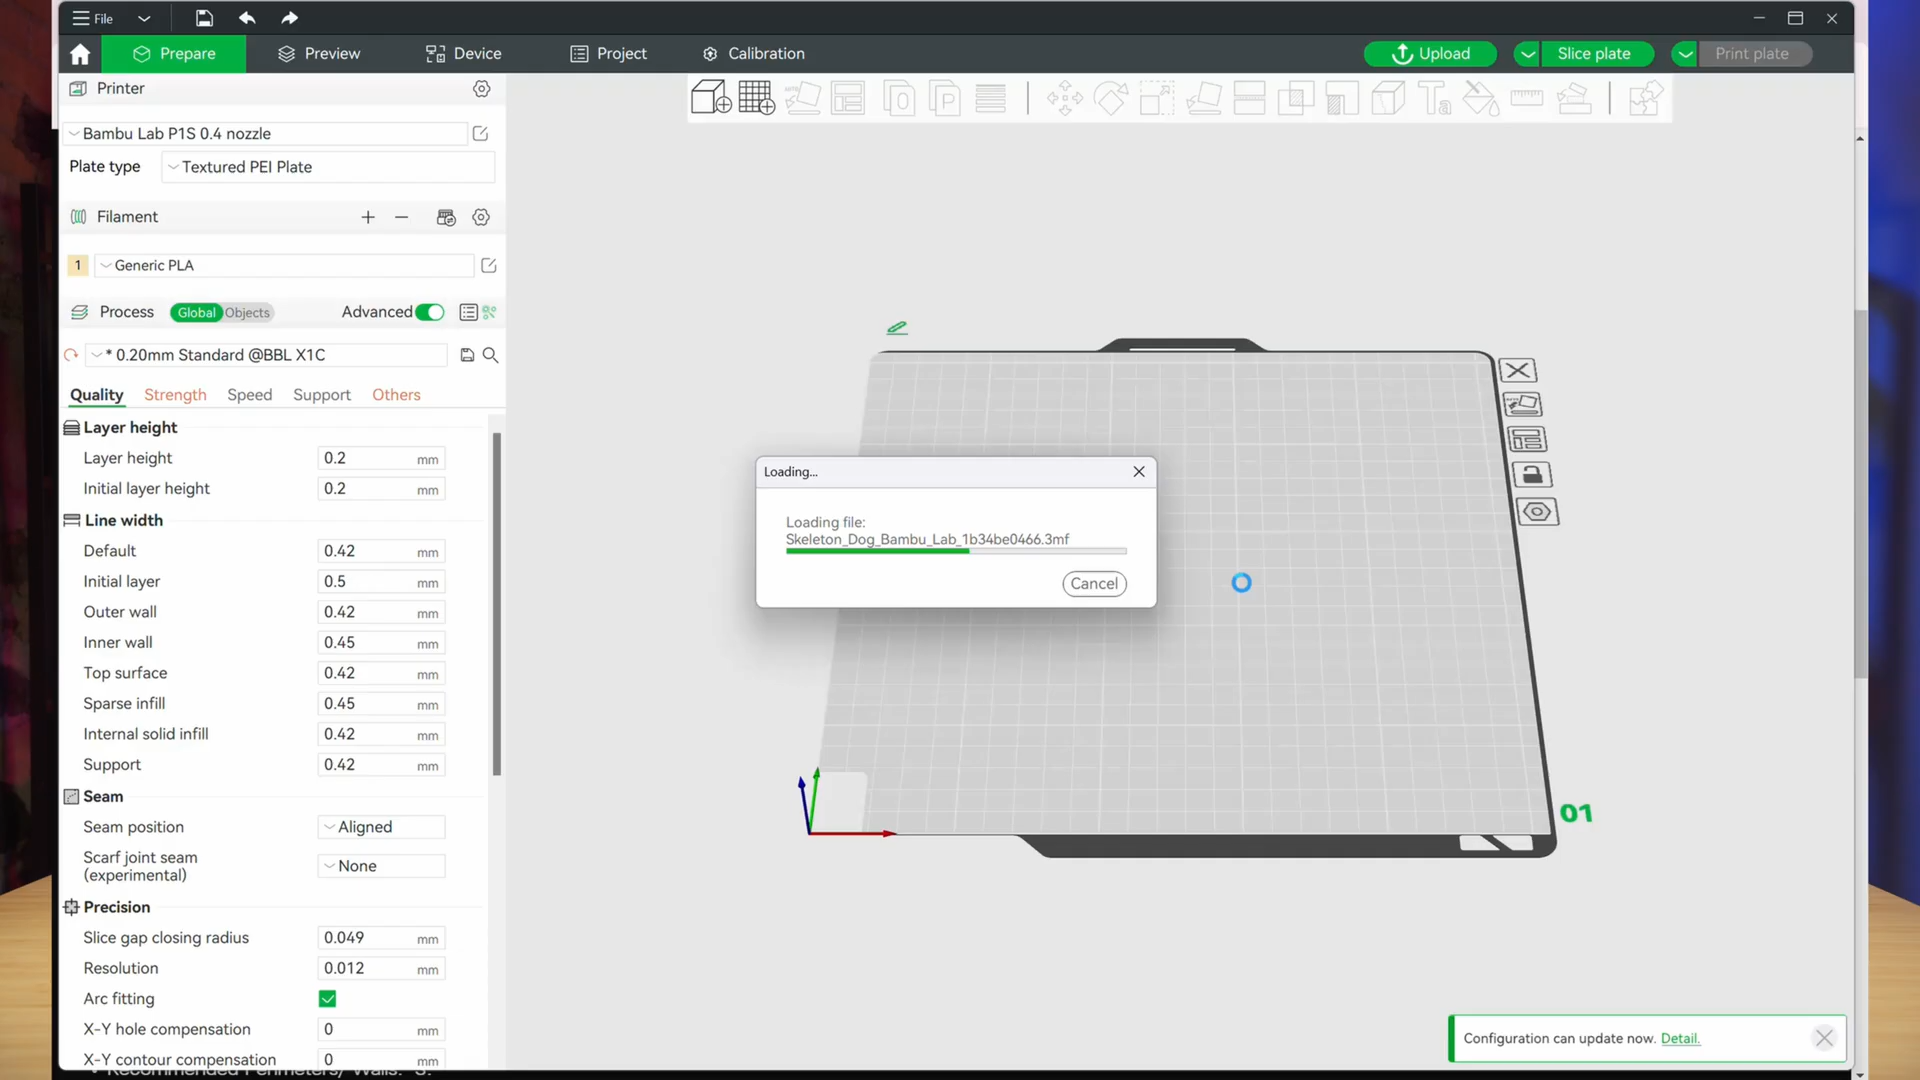 File
Prepare
Preview
Device
Project
Calibration
Upload
Slice plate
Print plate
Printer
Bambu Lab P1S 0.4 nozzle
Plate type
Textured PEI Plate
Filament
1
Generic PLA
Process
Global
Objects
Advanced
* 0.20mm Standard @BBL X1C
Quality
Strength
Speed
Support
Others
Layer height
Layer height 0.2 mm
Initial layer height 0.2 mm
Line width
Default 0.42 mm
Initial layer 0.5 mm
Outer wall 0.42 mm
Inner wall 0.45 mm
Top surface 0.42 mm
Sparse infill 0.45 mm
Internal solid infill 0.42 mm
Support 0.42 mm
Seam
Seam position Aligned
Scarf joint seam
(experimental) None
Precision
Slice gap closing radius 0.049 mm
Resolution 0.012 mm
Arc fitting
X-Y hole compensation 0 mm
X-Y contour compensation 0 mm
Loading...
Loading file:
Skeleton_Dog_Bambu_Lab_1b34be0466.3mf
Cancel
01
Configuration can update now. Detail.